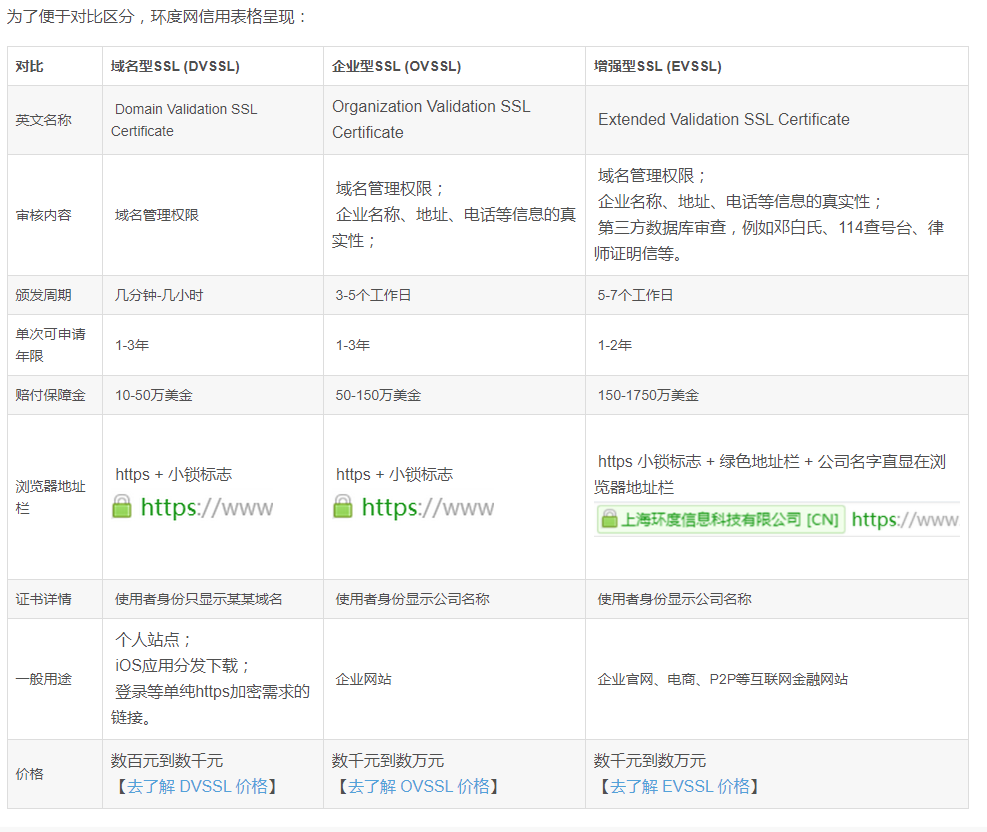 为了便于对比区分，环度网信用表格呈现：
对比 域名型SSL (DVSSL) 企业型SSL (OVSSL) 增强型SSL (EVSSL)
英文名称
Domain Validation SSL
Certificate
Organization Validation SSL
Certificate
Extended Validation SSL Certificate
审核内容
域名管理权限
域名管理权限；
企业名称、地址、电话等信息的真
实性；
域名管理权限；
企业名称、地址、电话等信息的真实性；
第三方数据库审查，例如邓白氏、114查号台、律
师证明信等。
颁发周期 几分钟-几小时 3-5个工作日 5-7个工作日
单次可申请
年限
1-3年 1-3年 1-2年
赔付保障金 10-50万美金 50-150万美金 150-1750万美金
浏览器地址
栏
https + 小锁标志
https://www
https + 小锁标志
https://www
https 小锁标志 + 绿色地址栏 + 公司名字直显在浏
览器地址栏
上海环度信息科技有限公司 [CN] https://www
证书详情 使用者身份只显示某某域名 使用者身份显示公司名称 使用者身份显示公司名称
一般用途
个人站点；
iOS应用分发下载；
登录等单纯https加密需求的
链接。
企业网站
企业官网、电商、P2P等互联网金融网站
价格
数百元到数千元
【去了解 DVSSL 价格】
数千元到数万元
【去了解 OVSSL 价格】
数千元到数万元
【去了解 EVSSL 价格】